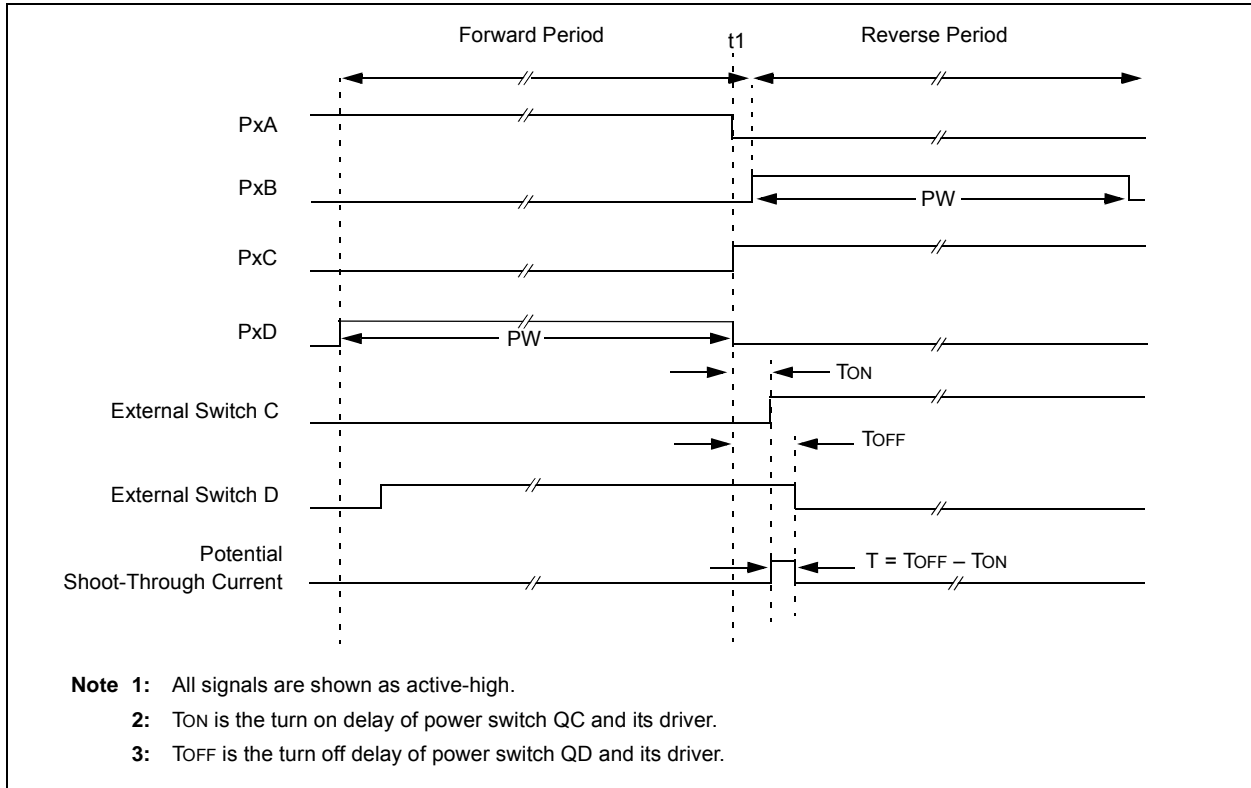 Forward Period
t1
Reverse Period
PxA
PxB
PW
PxC
PxD
PW
TON
External Switch C
TOFF
External Switch D
Potential
Shoot-Through Current
T = TOFF – TON
Note 1: All signals are shown as active-high.
2: TON is the turn on delay of power switch QC and its driver.
3: TOFF is the turn off delay of power switch QD and its driver.